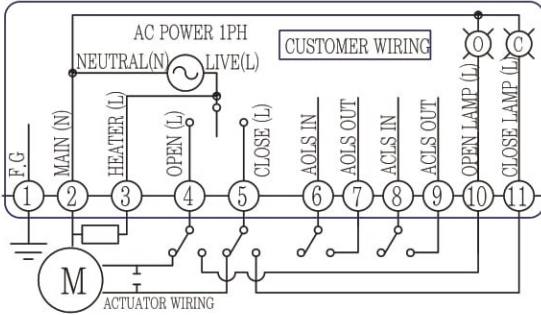 AC POWER 1PH
CUSTOMER WIRING
O
C
NEUTRAL(N)
LIVE(L)
F.G
MAIN (N)
HEATER (L)
OPEN (L)
CLOSE (L)
AOLS IN
AOLS OUT
ACLS IN
ACLS OUT
OPEN LAMP (L)
CLOSE LAMP (L)
1
2
3
4
5
6
7
8
9
10
11
M
ACTUATOR WIRING